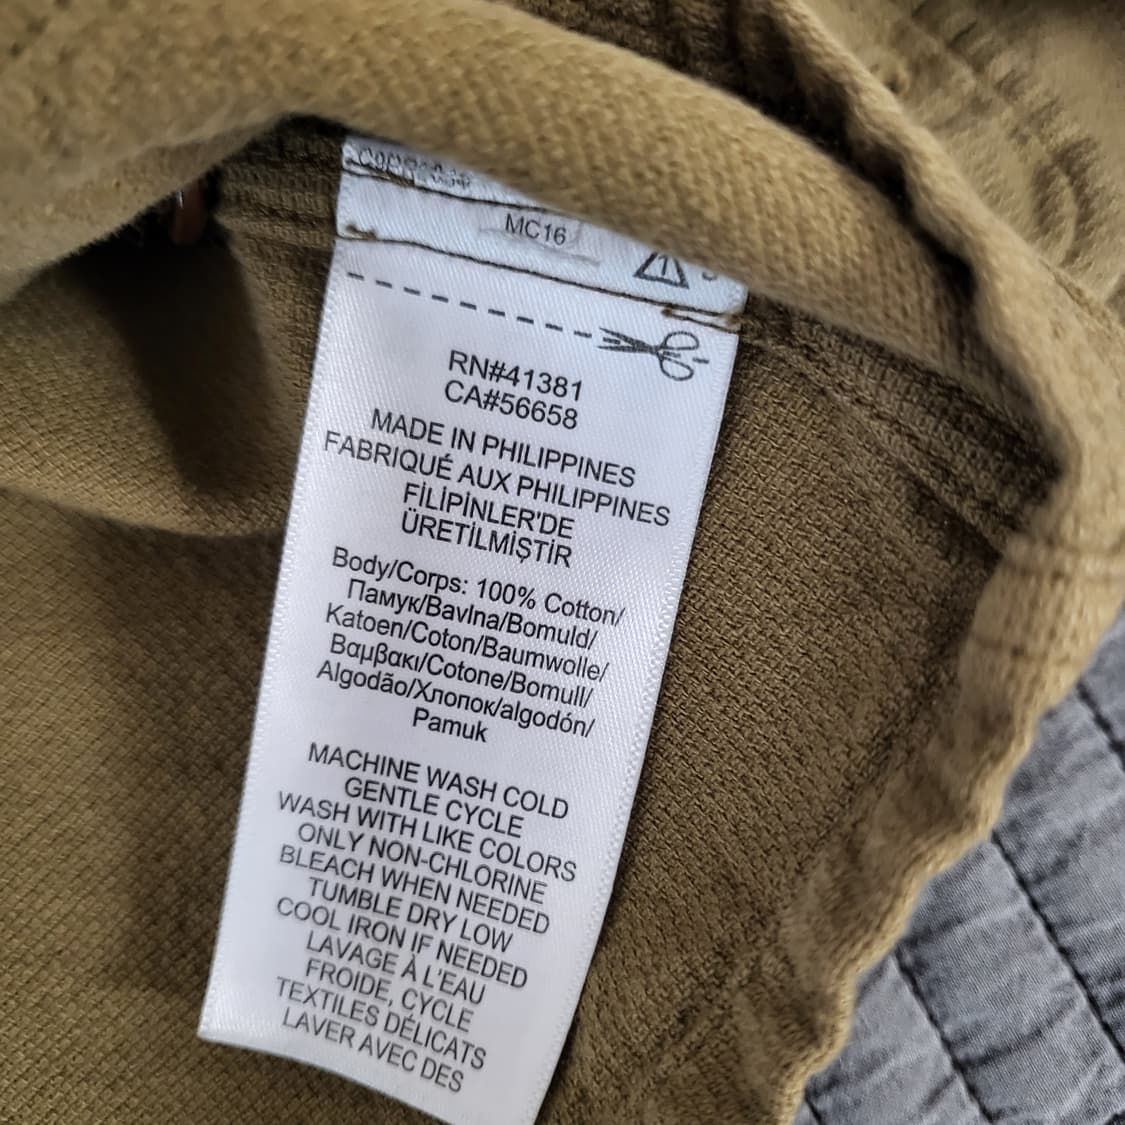 MC16
RN#41381
CA#56658
MADE IN PHILIPPINES
FABRIQUÉ AUX PHILIPPINES
FİLİPİNLER'DE
ÜRETİLMİŞTİR
Body/Corps: 100% Cotton/
Памук/Bavlna/Bomuld/
Katoen/Coton/Baumwolle/
Βαμβακι/Cotone/Bomull/
Algodão/Хлопок/algodón/
Pamuk
MACHINE WASH COLD
GENTLE CYCLE
WASH WITH LIKE COLORS
ONLY NON-CHLORINE
BLEACH WHEN NEEDED
TUMBLE DRY LOW
COOL IRON IF NEEDED
LAVAGE À L'EAU
FROIDE, CYCLE
TEXTILES DÉLICATS
LAVER AVEC DES